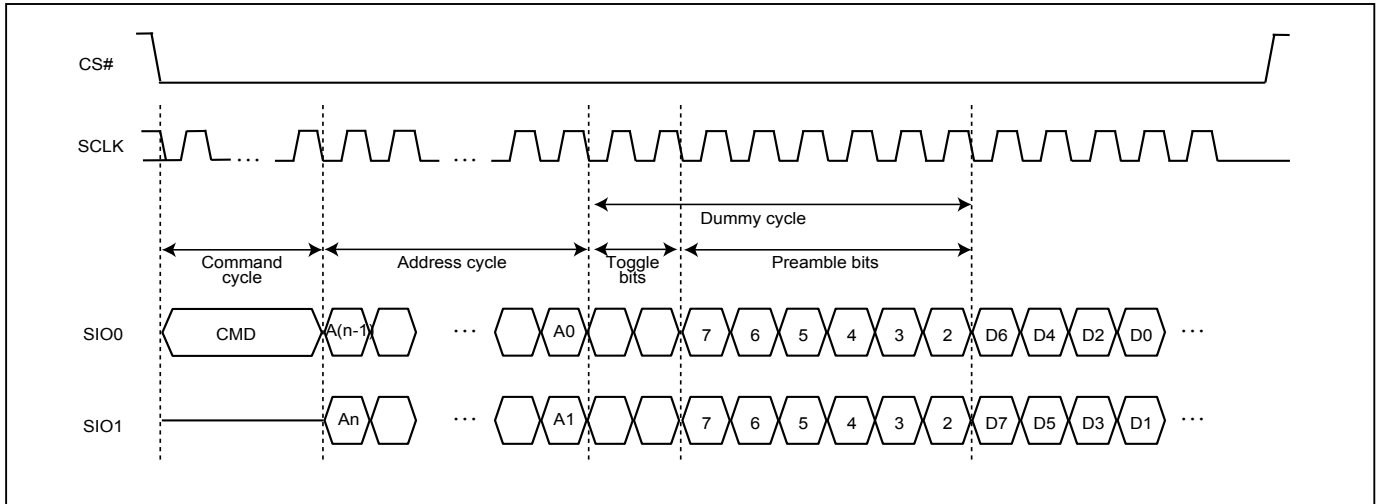 CS#
SCLK
…
…
Dummy cycle
Command cycle
Address cycle
Toggle bits
Preamble bits
SIO0
CMD
A(n-1)
…
A0
7
6
5
4
3
2
D6
D4
D2
D0
…
SIO1
An
…
A1
7
6
5
4
3
2
D7
D5
D3
D1
…